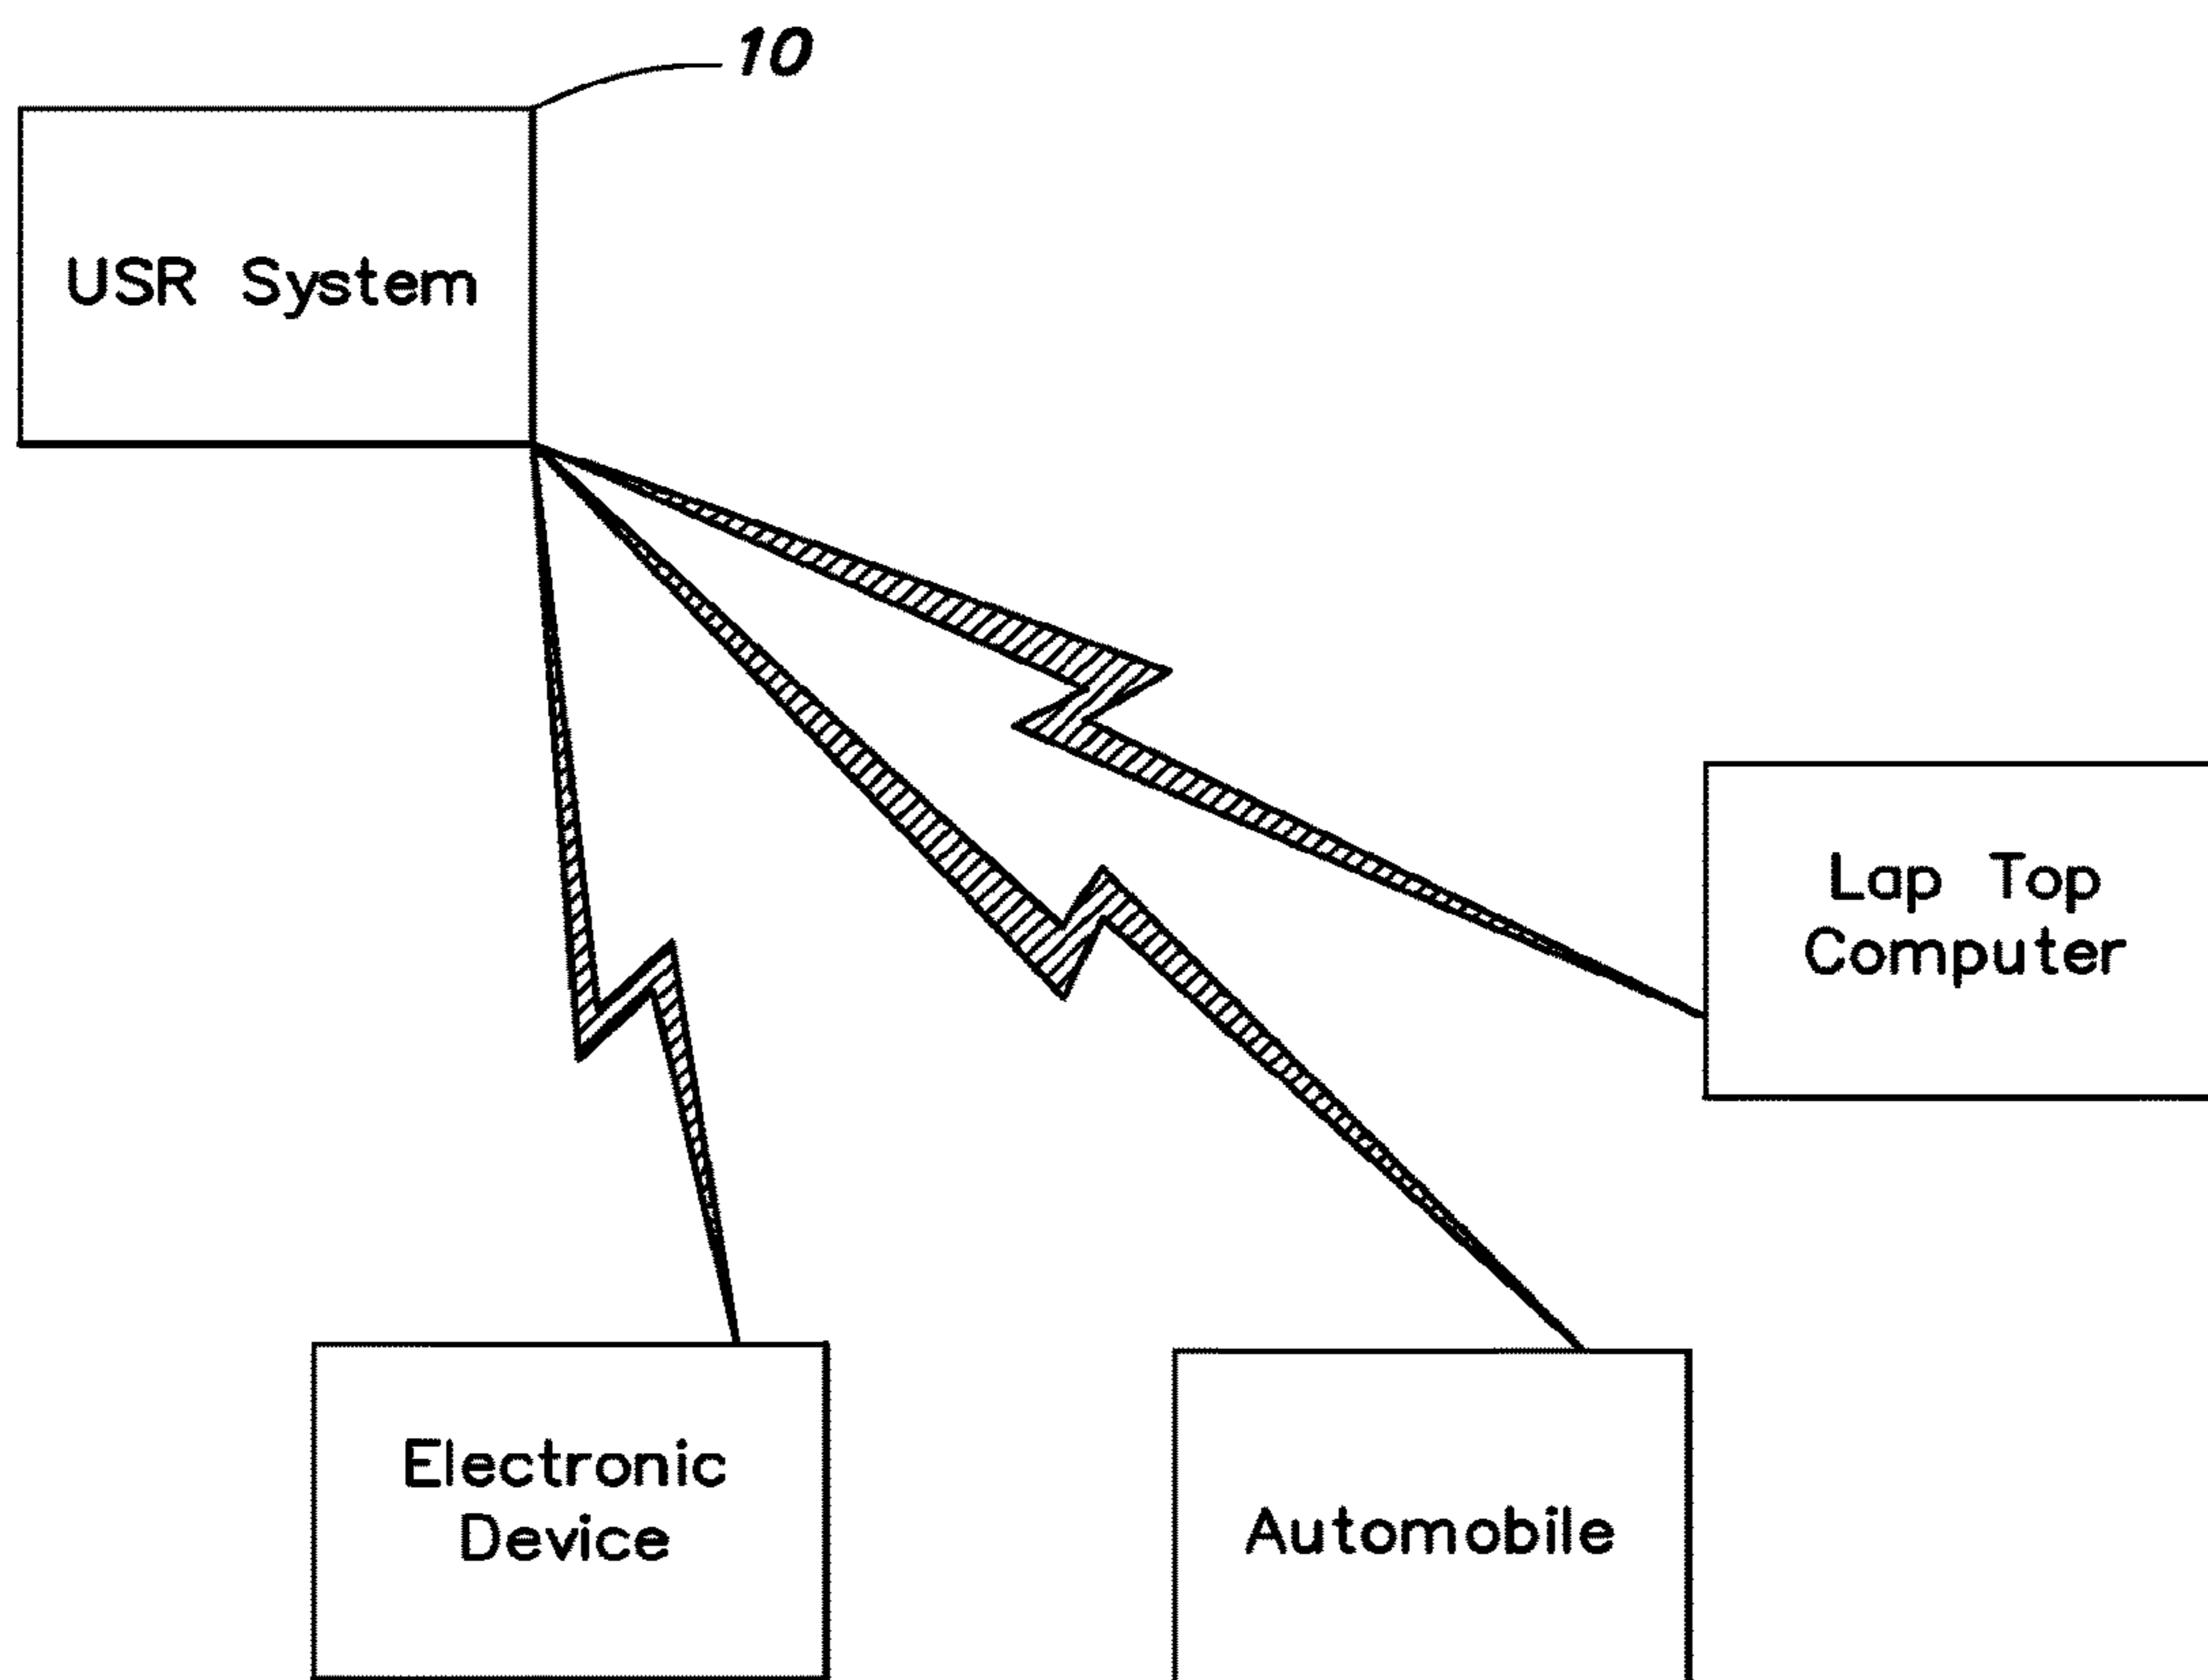 10
USR System
Lap Top
Computer
Electronic
Device
Automobile